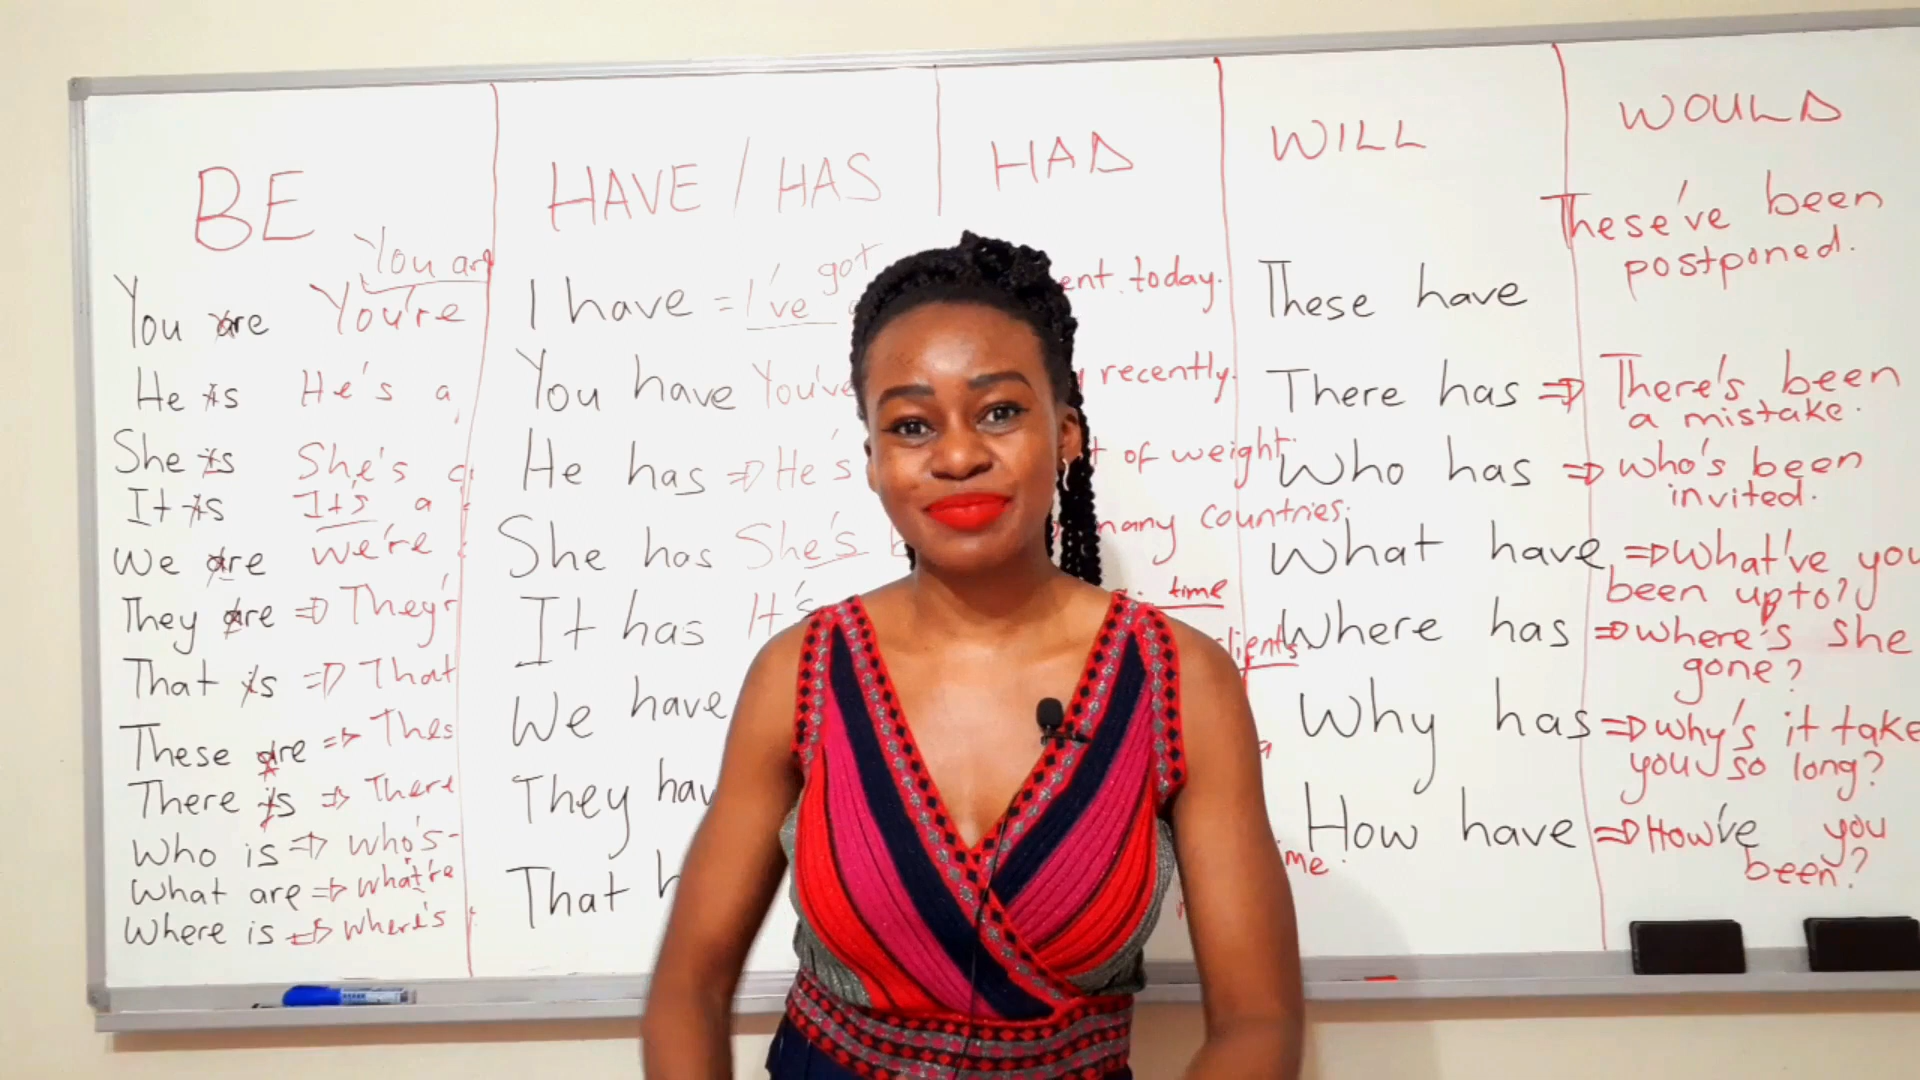 BE
You are
You are You're
He is He's a
She is She's
It is It's a
We are we're
They are => They'r
That is => That
These are => Thes
There is => There
Who is => who's-
What are => what're
Where is => where's
HAVE / HAS
got
I have = I've
You have You've
He has => He's
She has She's
It has It's
We have
They hav
That h
HAD
ent today.
recently.
of weight.
many countries.
time
clients.
WILL
WOULD
These've been
These have postponed.
There has => There's been
a mistake.
Who has => who's been
invited.
What have => what've you
been up to?
Where has => where's she
gone?
Why has => why's it take
you so long?
How have => How've you
been?